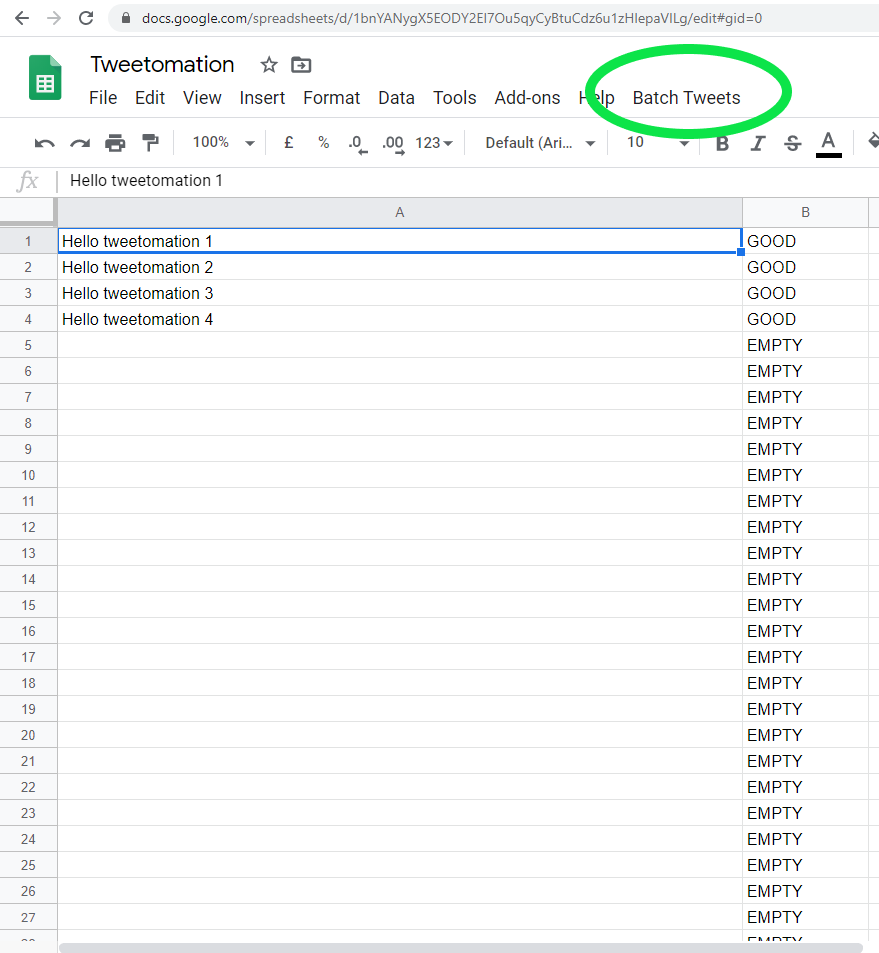 docs.google.com/spreadsheets/d/1bnYANygX5EODY2EI7Ou5qyCyBtuCdz6u1zHIepaVILg/edit#gid=0
Tweetomation
File Edit View Insert Format Data Tools Add-ons Help Batch Tweets
100% £ % .0 .00 123 Default (Ari... 10 B I S A
fx Hello tweetomation 1
A B
1 Hello tweetomation 1 GOOD
2 Hello tweetomation 2 GOOD
3 Hello tweetomation 3 GOOD
4 Hello tweetomation 4 GOOD
5 EMPTY
6 EMPTY
7 EMPTY
8 EMPTY
9 EMPTY
10 EMPTY
11 EMPTY
12 EMPTY
13 EMPTY
14 EMPTY
15 EMPTY
16 EMPTY
17 EMPTY
18 EMPTY
19 EMPTY
20 EMPTY
21 EMPTY
22 EMPTY
23 EMPTY
24 EMPTY
25 EMPTY
26 EMPTY
27 EMPTY